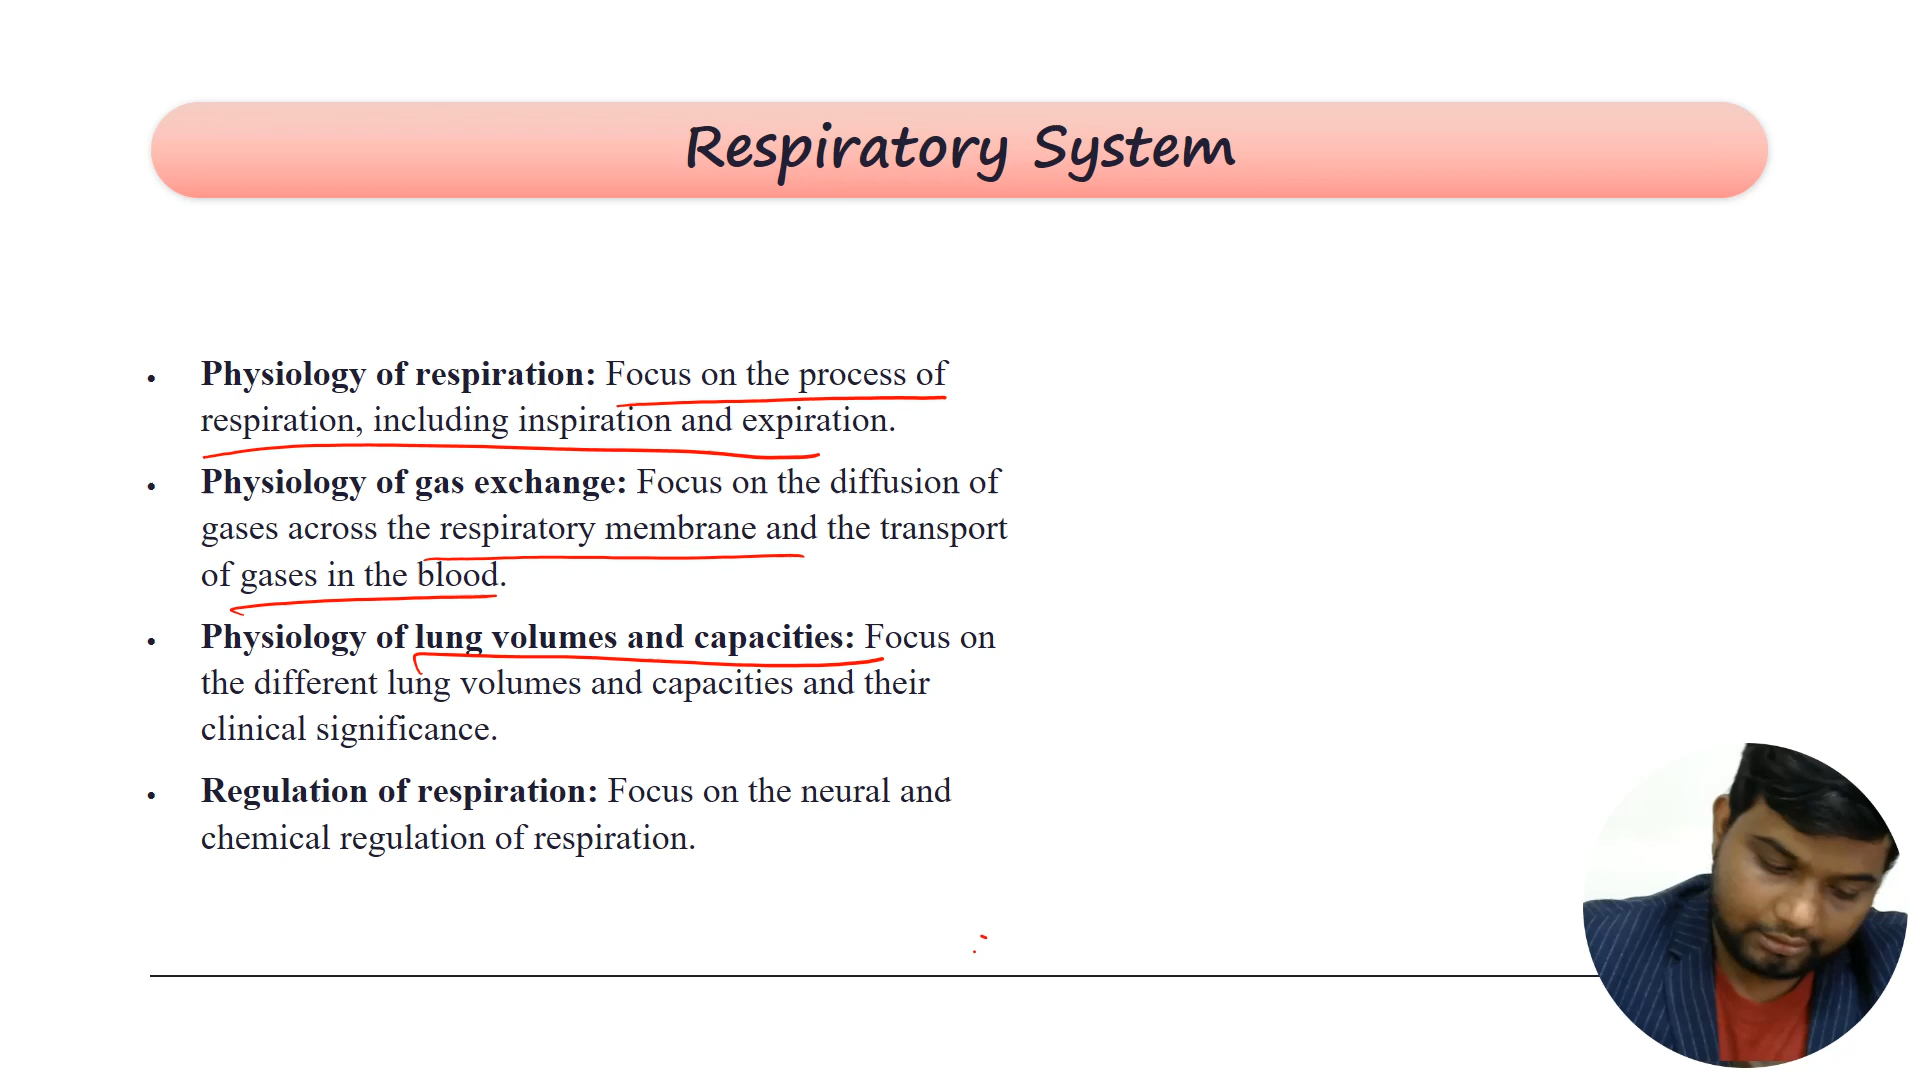 Respiratory System
• Physiology of respiration: Focus on the process of
respiration, including inspiration and expiration.
• Physiology of gas exchange: Focus on the diffusion of
gases across the respiratory membrane and the transport
of gases in the blood.
• Physiology of lung volumes and capacities: Focus on
the different lung volumes and capacities and their
clinical significance.
• Regulation of respiration: Focus on the neural and
chemical regulation of respiration.